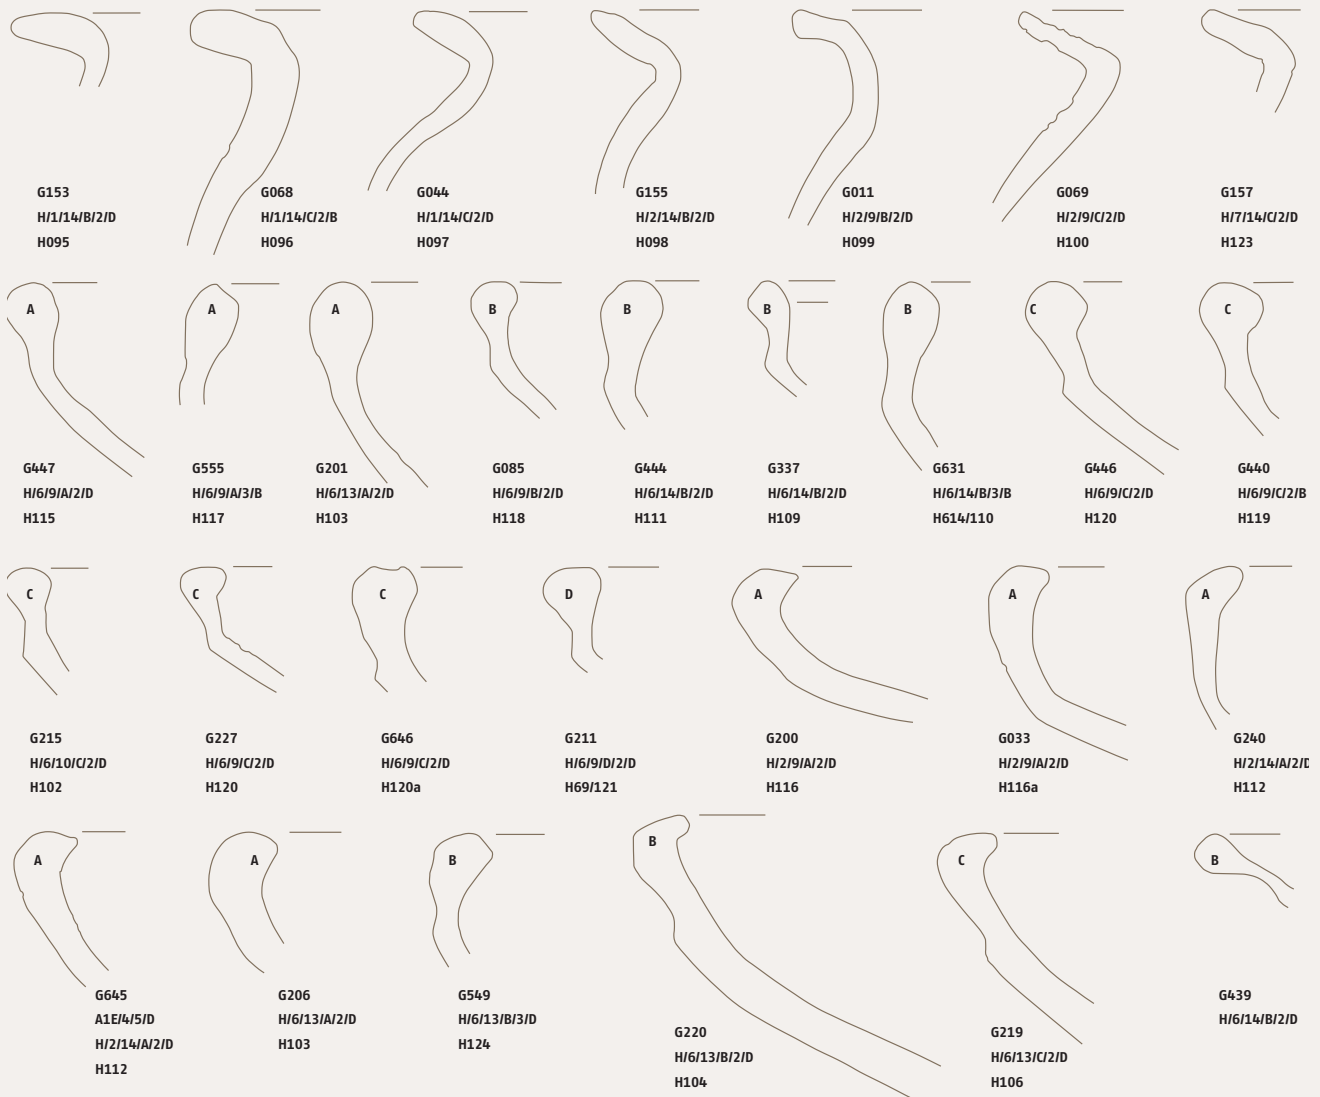 G153
H/1/14/B/2/D
H095
G068
H/1/14/C/2/B
H096
G044
H/1/14/C/2/D
H097
G155
H/2/14/B/2/D
H098
G011
H/2/9/B/2/D
H099
G069
H/2/9/C/2/D
H100
G157
H/7/14/C/2/D
H123
A
G447
H/6/9/A/2/D
H115
A
G555
H/6/9/A/3/B
H117
A
G201
H/6/13/A/2/D
H103
B
G085
H/6/9/B/2/D
H118
B
G444
H/6/14/B/2/D
H111
B
G337
H/6/14/B/2/D
H109
B
G631
H/6/14/B/3/B
H614/110
C
G446
H/6/9/C/2/D
H120
C
G440
H/6/9/C/2/B
H119
C
G215
H/6/10/C/2/D
H102
C
G227
H/6/9/C/2/D
H120
C
G646
H/6/9/C/2/D
H120a
D
G211
H/6/9/D/2/D
H69/121
A
G200
H/2/9/A/2/D
H116
A
G033
H/2/9/A/2/D
H116a
A
G240
H/2/14/A/2/D
H112
A
G645
A1E/4/5/D
H/2/14/A/2/D
H112
A
G206
H/6/13/A/2/D
H103
B
G549
H/6/13/B/3/D
H124
B
G220
H/6/13/B/2/D
H104
C
G219
H/6/13/C/2/D
H106
B
G439
H/6/14/B/2/D